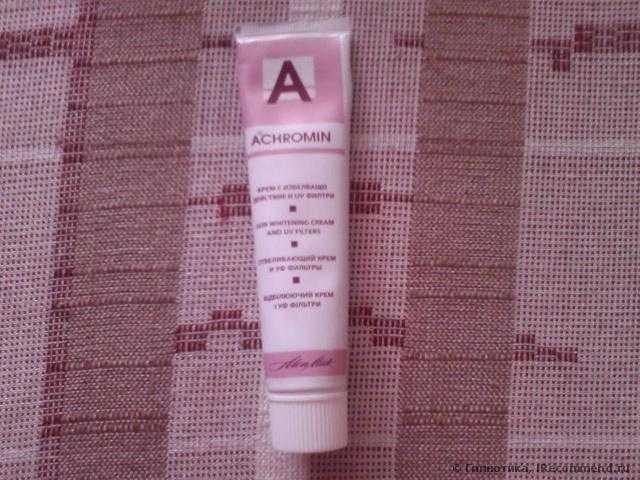 A
ACHROMIN
КРЕМ С ИЗБЕЛВАЩО
ДЕЙСТВИЕ И UV ФИЛТРИ
SKIN WHITENING CREAM
AND UV FILTERS
ОТБЕЛИВАЮЩИЙ КРЕМ
И УФ ФИЛЬТРЫ
ВІДБІЛЮЮЧИЙ КРЕМ
І УФ ФІЛЬТРИ
© Гипнотика, IRecommend.ru